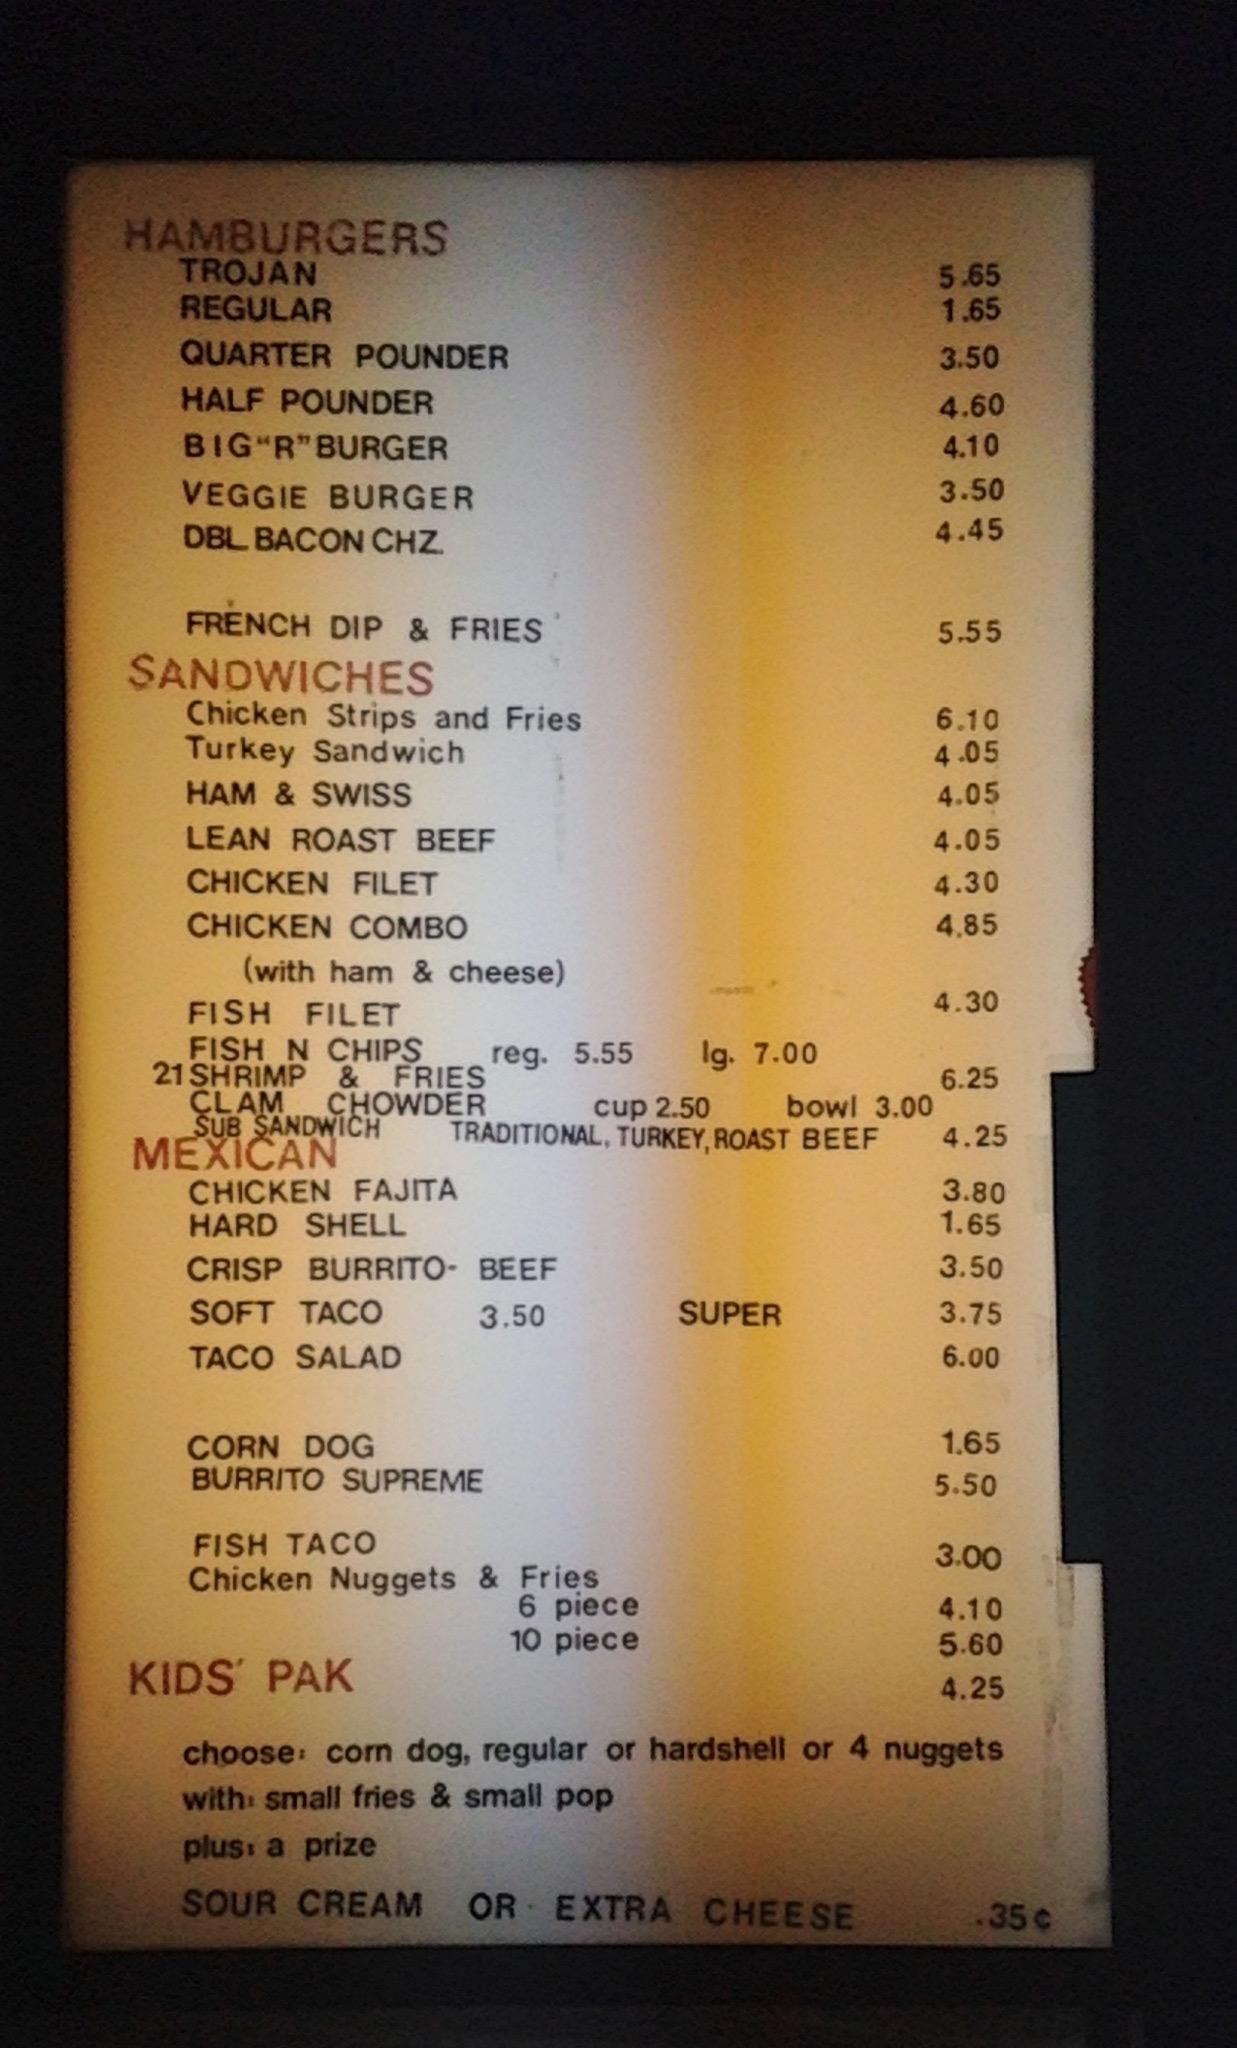 HAMBURGERS
TROJAN 5.65
REGULAR 1.65
QUARTER POUNDER 3.50
HALF POUNDER 4.60
BIG "R" BURGER 4.10
VEGGIE BURGER 3.50
DBL. BACON CHZ. 4.45
FRENCH DIP & FRIES 5.55
SANDWICHES
Chicken Strips and Fries 6.10
Turkey Sandwich 4.05
HAM & SWISS 4.05
LEAN ROAST BEEF 4.05
CHICKEN FILET 4.30
CHICKEN COMBO 4.85
(with ham & cheese)
FISH FILET 4.30
FISH N CHIPS reg. 5.55 lg. 7.00
21 SHRIMP & FRIES 6.25
CLAM CHOWDER cup 2.50 bowl 3.00
SUB SANDWICH TRADITIONAL, TURKEY, ROAST BEEF 4.25
MEXICAN
CHICKEN FAJITA 3.80
HARD SHELL 1.65
CRISP BURRITO- BEEF 3.50
SOFT TACO 3.50 SUPER 3.75
TACO SALAD 6.00
CORN DOG 1.65
BURRITO SUPREME 5.50
FISH TACO 3.00
Chicken Nuggets & Fries
6 piece 4.10
10 piece 5.60
KIDS' PAK 4.25
choose: corn dog, regular or hardshell or 4 nuggets
with: small fries & small pop
plus: a prize
SOUR CREAM OR EXTRA CHEESE .35¢